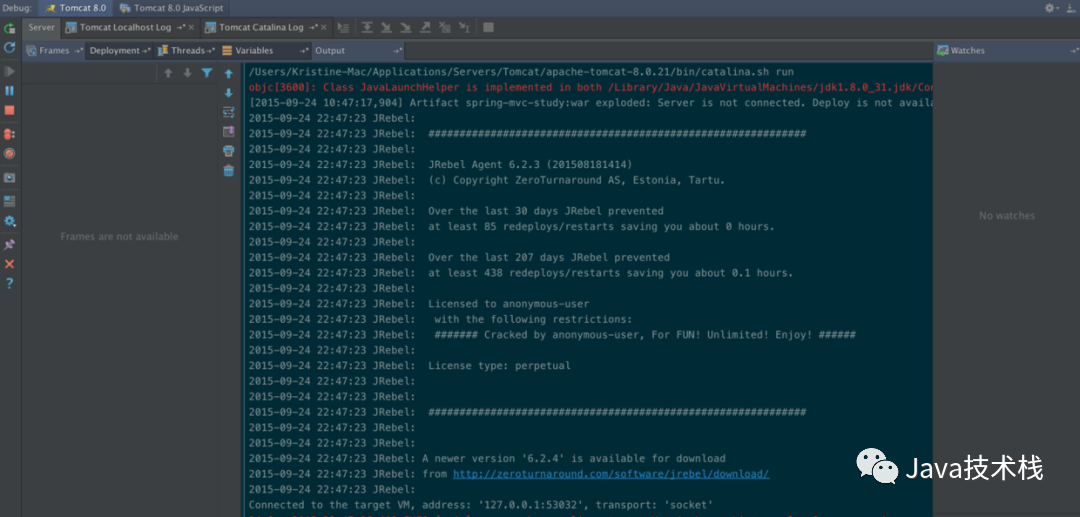 Debug: Tomcat 8.0 Tomcat 8.0 JavaScript
Server Tomcat Localhost Log Tomcat Catalina Log
Frames Deployment Threads Variables Output Watches
/Users/Kristine-Mac/Applications/Servers/Tomcat/apache-tomcat-8.0.21/bin/catalina.sh run
objc[3600]: Class JavaLaunchHelper is implemented in both /Library/Java/JavaVirtualMachines/jdk1.8.0_31.jdk/Con
[2015-09-24 10:47:17,904] Artifact spring-mvc-study:war exploded: Server is not connected. Deploy is not availa
2015-09-24 22:47:23 JRebel:
2015-09-24 22:47:23 JRebel: #############################################################
2015-09-24 22:47:23 JRebel:
2015-09-24 22:47:23 JRebel: JRebel Agent 6.2.3 (201508181414)
2015-09-24 22:47:23 JRebel: (c) Copyright ZeroTurnaround AS, Estonia, Tartu.
2015-09-24 22:47:23 JRebel:
2015-09-24 22:47:23 JRebel: Over the last 30 days JRebel prevented
2015-09-24 22:47:23 JRebel: at least 85 redeploys/restarts saving you about 0 hours.
2015-09-24 22:47:23 JRebel:
2015-09-24 22:47:23 JRebel: Over the last 207 days JRebel prevented
2015-09-24 22:47:23 JRebel: at least 438 redeploys/restarts saving you about 0.1 hours.
2015-09-24 22:47:23 JRebel:
2015-09-24 22:47:23 JRebel: Licensed to anonymous-user
2015-09-24 22:47:23 JRebel: with the following restrictions:
2015-09-24 22:47:23 JRebel: ####### Cracked by anonymous-user, For FUN! Unlimited! Enjoy! ######
2015-09-24 22:47:23 JRebel:
2015-09-24 22:47:23 JRebel: License type: perpetual
2015-09-24 22:47:23 JRebel:
2015-09-24 22:47:23 JRebel:
2015-09-24 22:47:23 JRebel: #############################################################
2015-09-24 22:47:23 JRebel:
2015-09-24 22:47:23 JRebel:
2015-09-24 22:47:23 JRebel: A newer version '6.2.4' is available for download
2015-09-24 22:47:23 JRebel: from http://zeroturnaround.com/software/jrebel/download/
2015-09-24 22:47:23 JRebel:
Connected to the target VM, address: '127.0.0.1:53032', transport: 'socket'
Frames are not available
No watches
Java技术栈